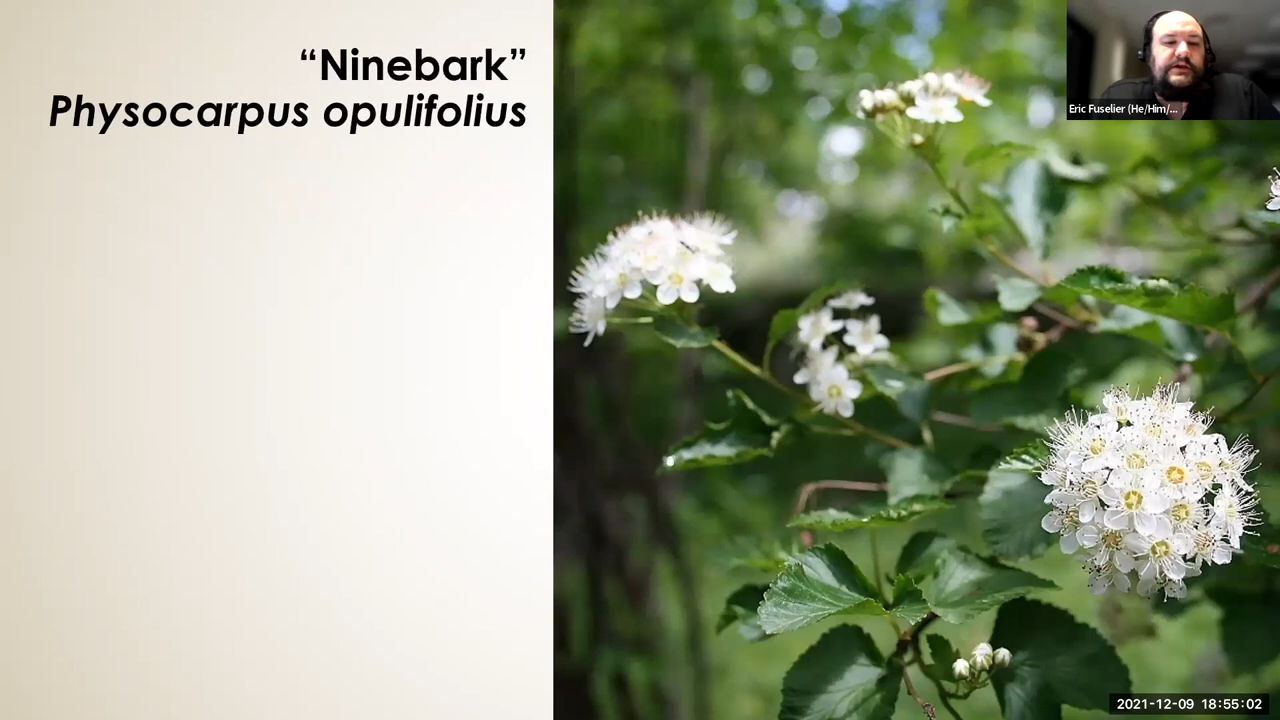 “Ninebark”
Physocarpus opulifolius
Eric Fuselier (He/Him/...
2021-12-09 18:55:02